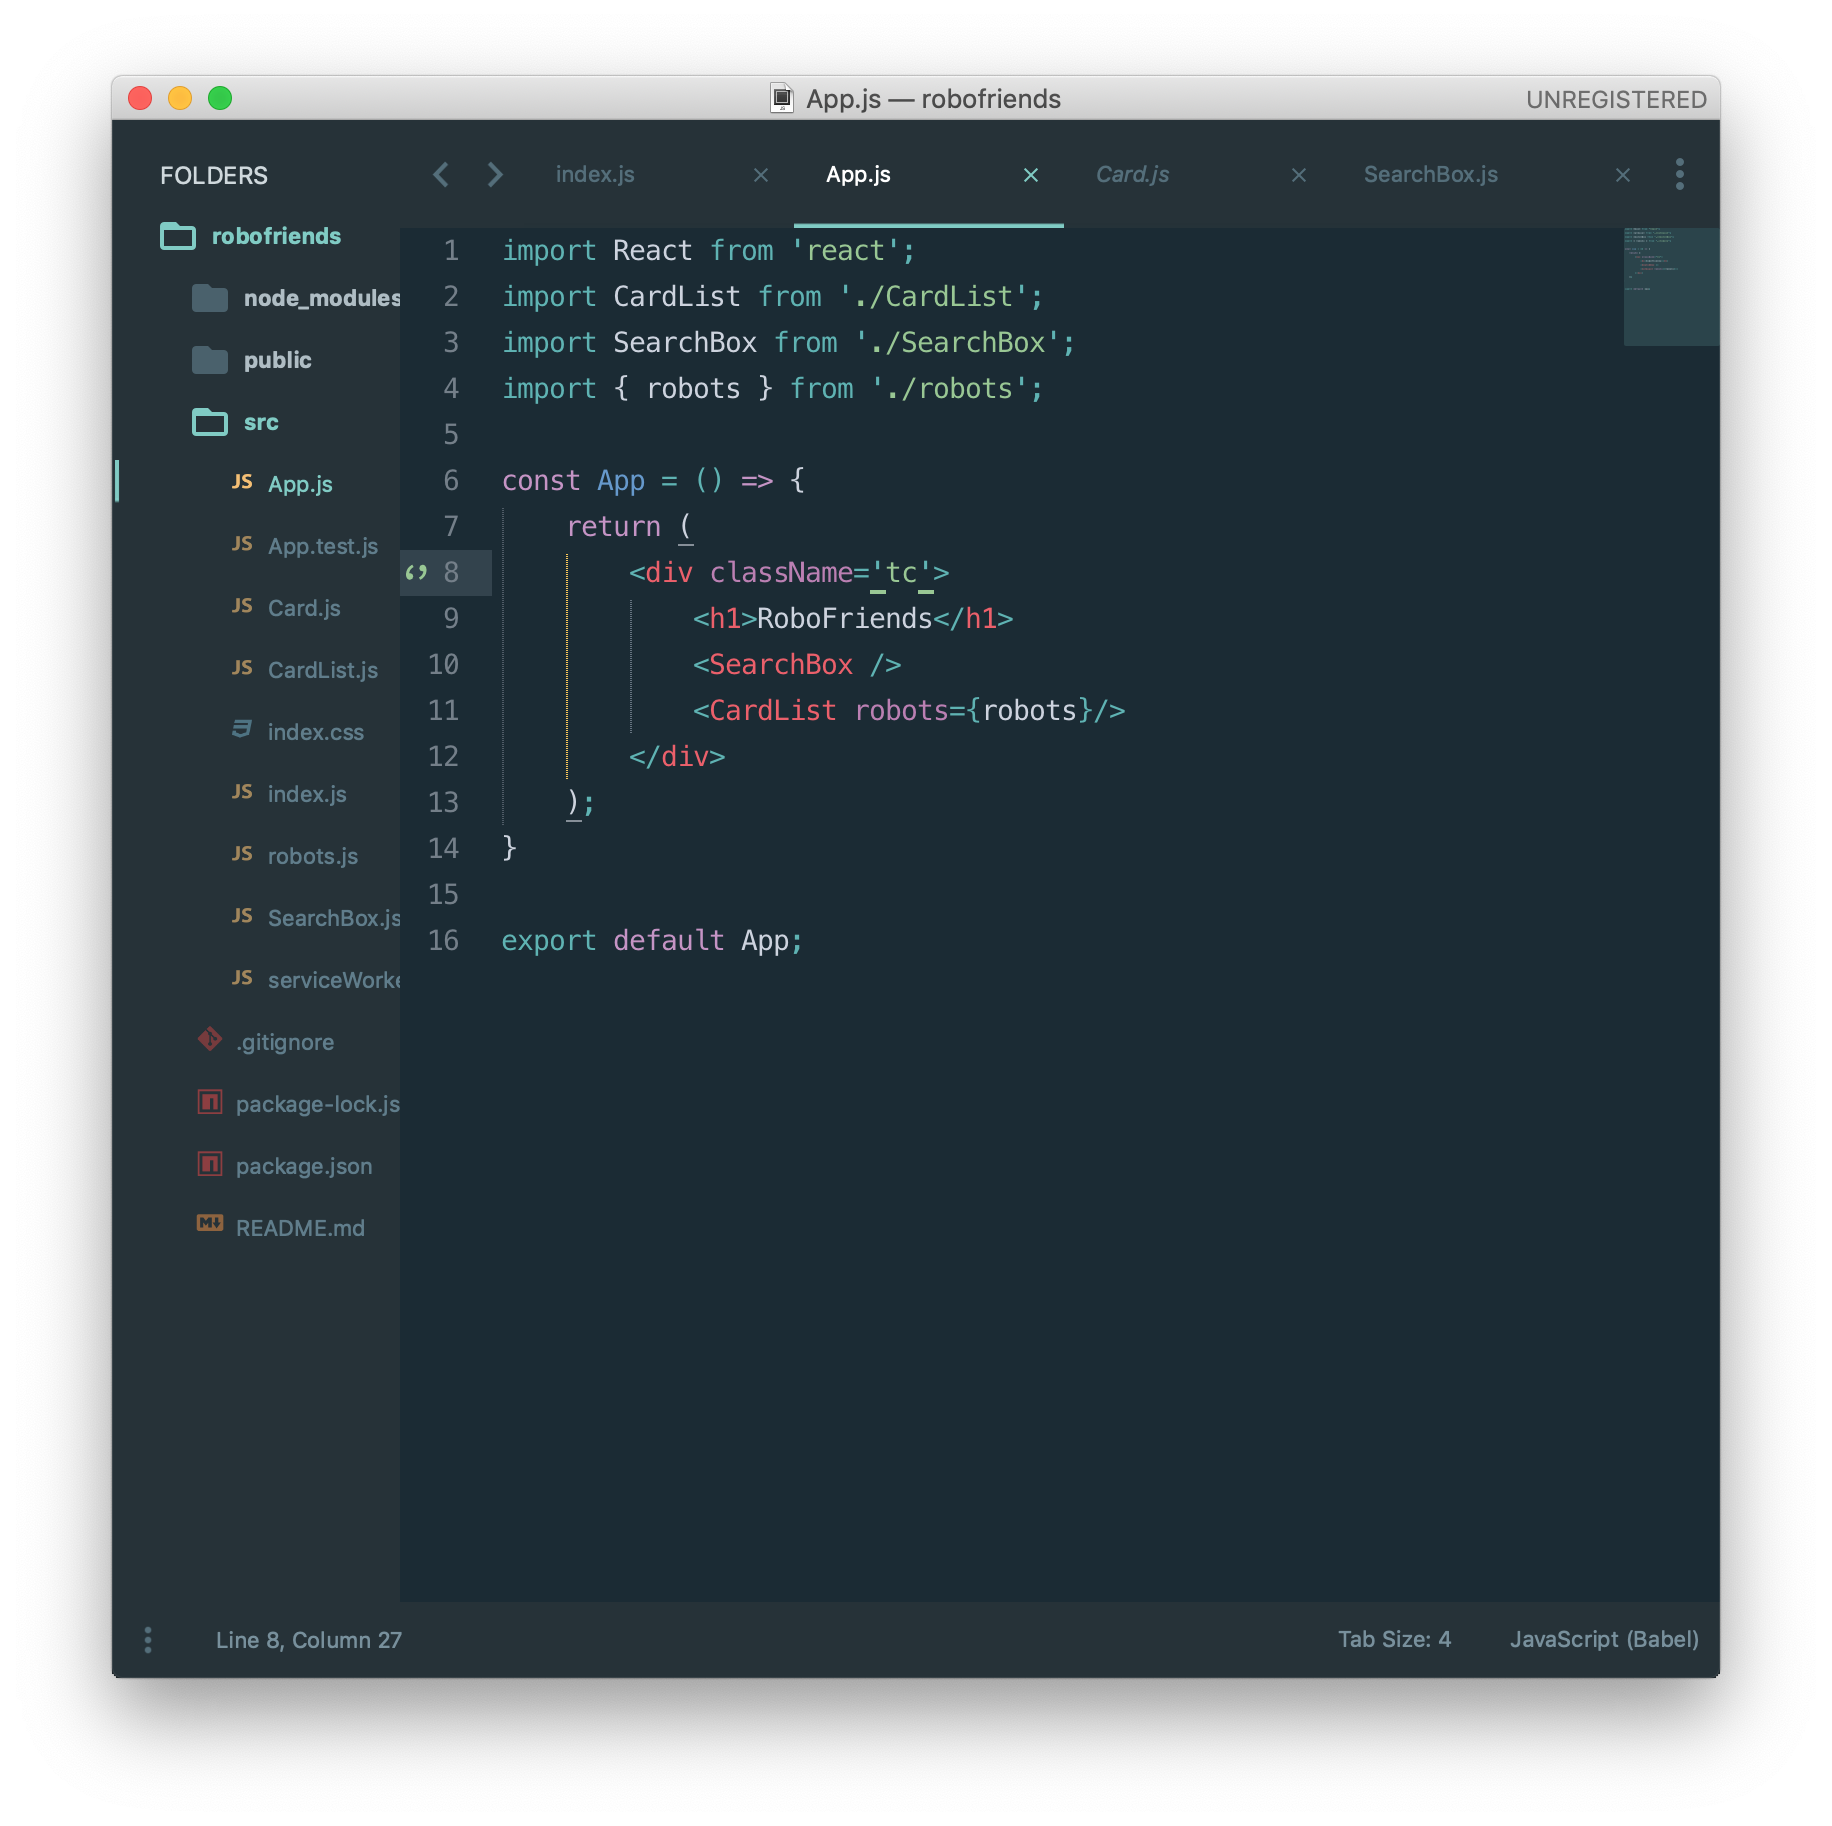 App.js — robofriends
UNREGISTERED
FOLDERS
robofriends
node_modules
public
src
JS App.js
JS App.test.js
JS Card.js
JS CardList.js
index.css
JS index.js
JS robots.js
JS SearchBox.js
JS serviceWorke
.gitignore
package-lock.js
package.json
README.md
index.js
App.js
Card.js
SearchBox.js
1 import React from 'react';
2 import CardList from './CardList';
3 import SearchBox from './SearchBox';
4 import { robots } from './robots';
5
6 const App = () => {
7     return (
8         <div className='tc'>
9             <h1>RoboFriends</h1>
10             <SearchBox />
11             <CardList robots={robots}/>
12         </div>
13     );
14 }
15
16 export default App;
Line 8, Column 27
Tab Size: 4
JavaScript (Babel)